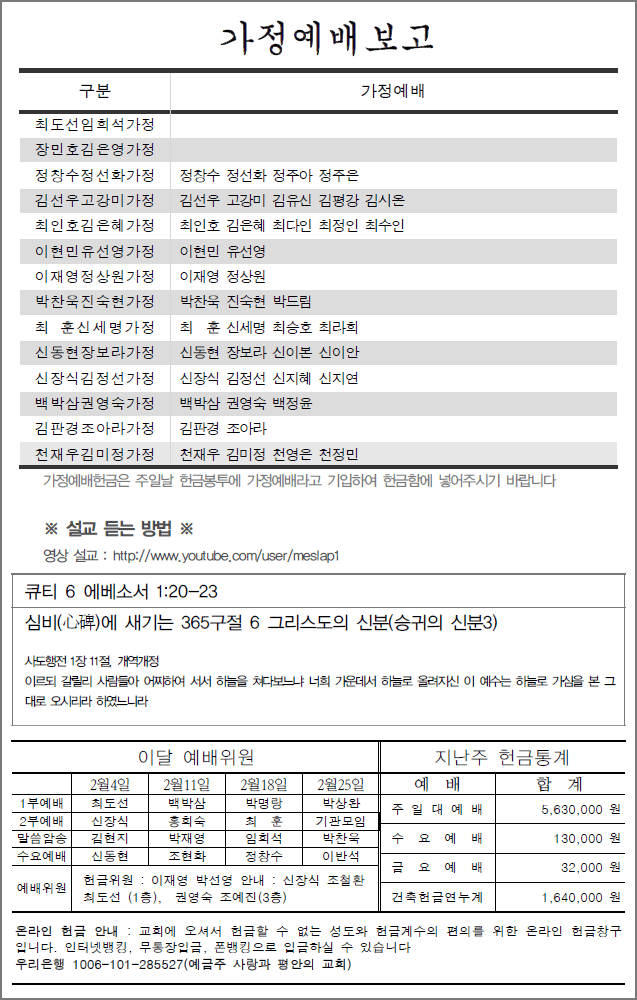 가정예배보고
구분 가정예배
최도선임희석가정
장민호김은영가정
정창수정선화가정 정창수 정선화 정주아 정주은
김선우고강미가정 김선우 고강미 김유신 김평강 김시온
최인호김은혜가정 최인호 김은혜 최다인 최정인 최수인
이현민유선영가정 이현민 유선영
이재영정상원가정 이재영 정상원
박찬욱진숙현가정 박찬욱 진숙현 박드림
최 훈신세명가정 최 훈 신세명 최승호 최라희
신동현장보라가정 신동현 장보라 신이본 신이안
신장식김정선가정 신장식 김정선 신지혜 신지연
백박삼권영숙가정 백박삼 권영숙 백정윤
김판경조아라가정 김판경 조아라
천재우김미정가정 천재우 김미정 천영은 천정민
가정예배헌금은 주일날 헌금봉투에 가정예배라고 기입하여 헌금함에 넣어주시기 바랍니다
※ 설교 듣는 방법 ※
영상 설교 : http://www.youtube.com/user/meslap1
큐티 6 에베소서 1:20-23
심비(心碑)에 새기는 365구절 6 그리스도의 신분(승귀의 신분3)
사도행전 1장 11절, 개역개정
이르되 갈릴리 사람들아 어찌하여 서서 하늘을 쳐다보느냐 너희 가운데서 하늘로 올려지신 이 예수는 하늘로 가심을 본 그
대로 오시리라 하였느니라
이달 예배위원 지난주 헌금통계
2월4일 2월11일 2월18일 2월25일 예 배 합 계
1부예배 최도선 백박삼 박명랑 박상완
2부예배 신장식 홍회숙 최 훈 기관모임
주 일 대 예 배 5,630,000 원
말씀암송 김현지 박재영 임희석 박찬욱
수 요 예 배 130,000 원
수요예배 신동현 조현화 정창수 이반석
금 요 예 배 32,000 원
예배위원 헌금위원 : 이재영 박선영 안내 : 신장식 조철환
최도선 (1층), 권영숙 조예진(3층)
건축헌금연누계 1,640,000 원
온라인 헌금 안내 : 교회에 오셔서 헌금할 수 없는 성도와 헌금계수의 편의를 위한 온라인 헌금창구
입니다. 인터넷뱅킹, 무통장입금, 폰뱅킹으로 입금하실 수 있습니다
우리은행 1006-101-285527(예금주 사랑과 평안의 교회)